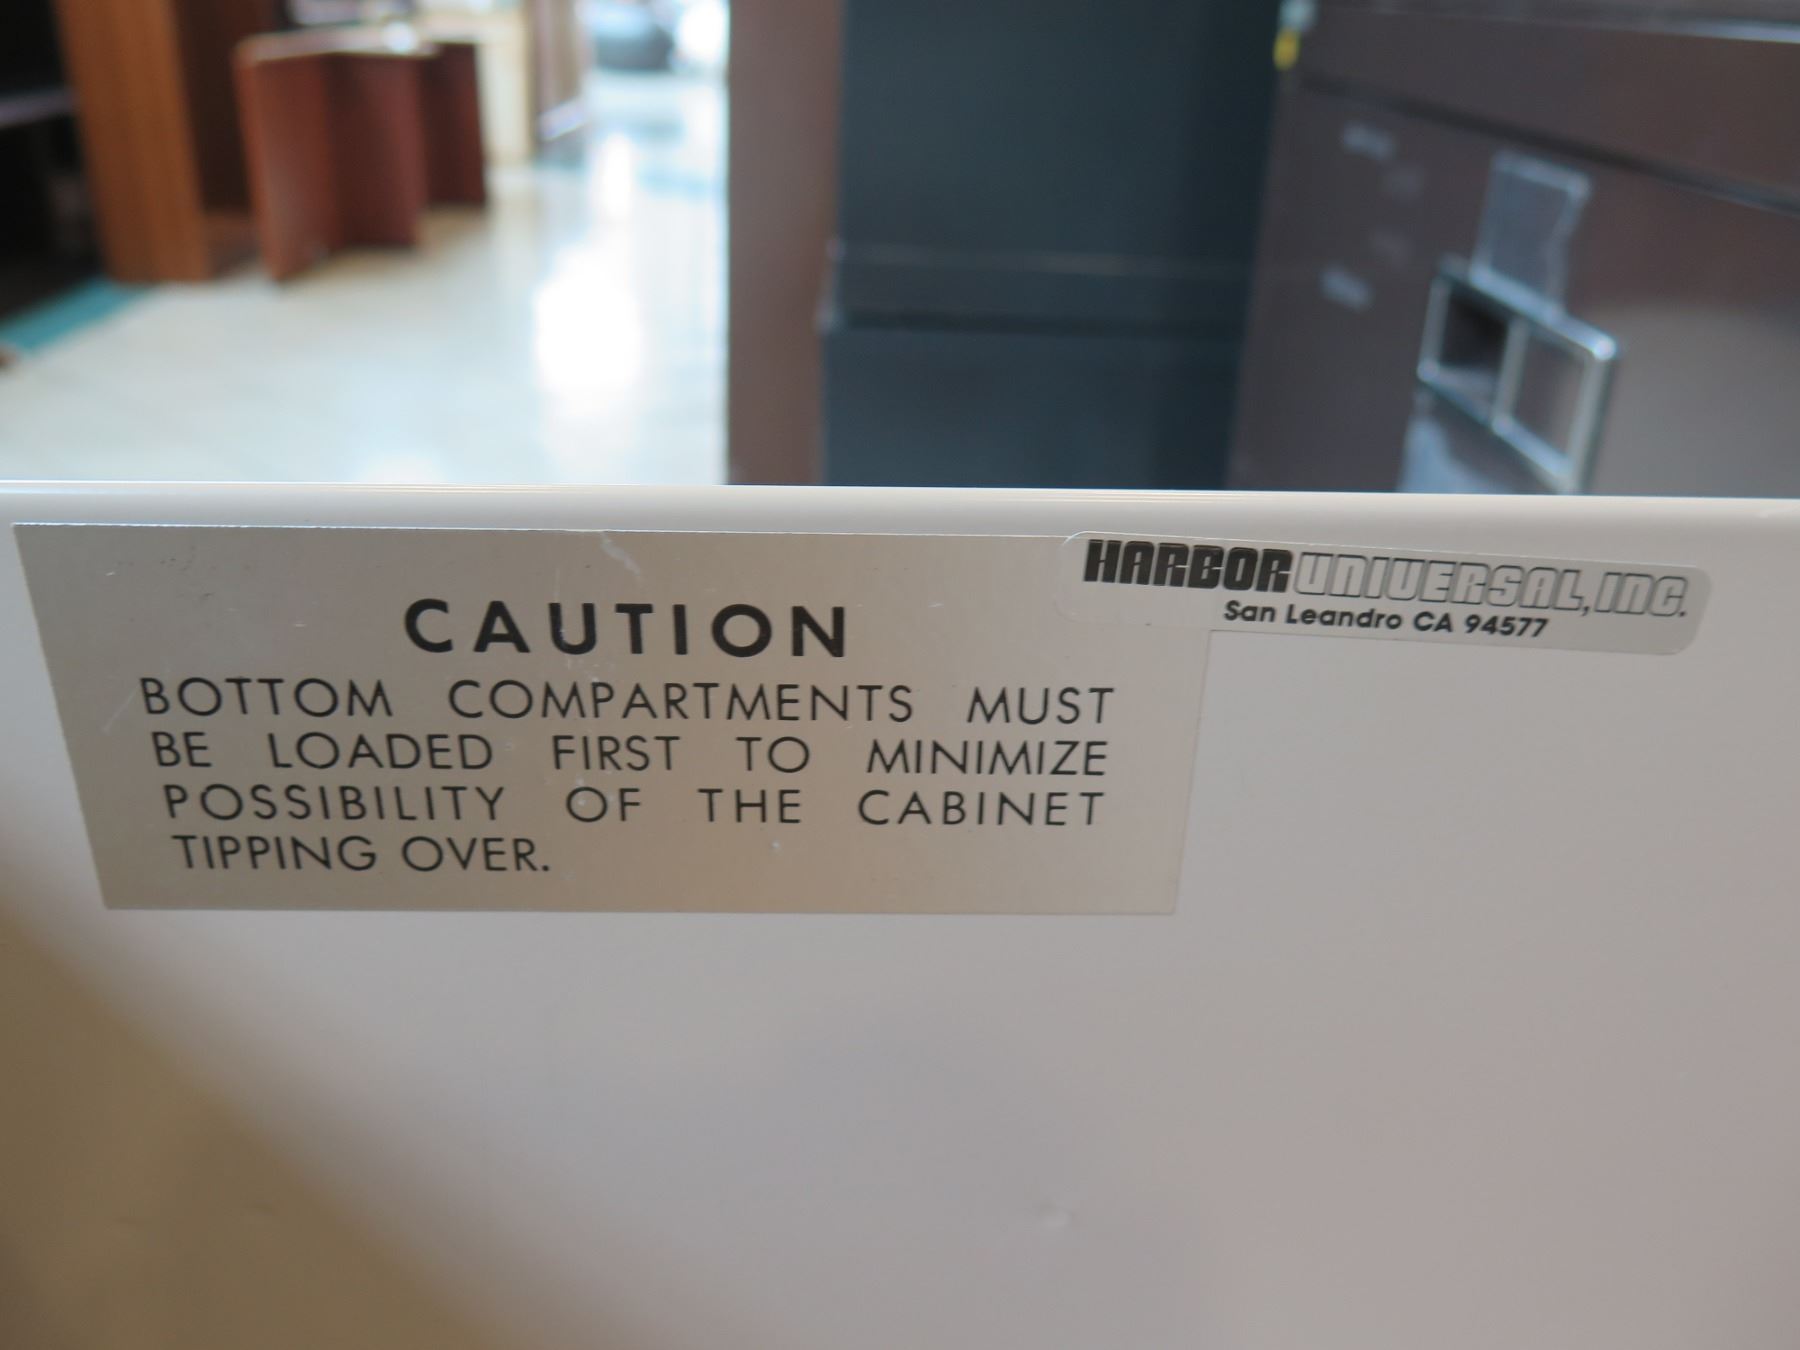 CAUTION
BOTTOM COMPARTMENTS MUST
BE LOADED FIRST TO MINIMIZE
POSSIBILITY OF THE CABINET
TIPPING OVER.
HARBOR UNIVERSAL, INC.
San Leandro CA 94577